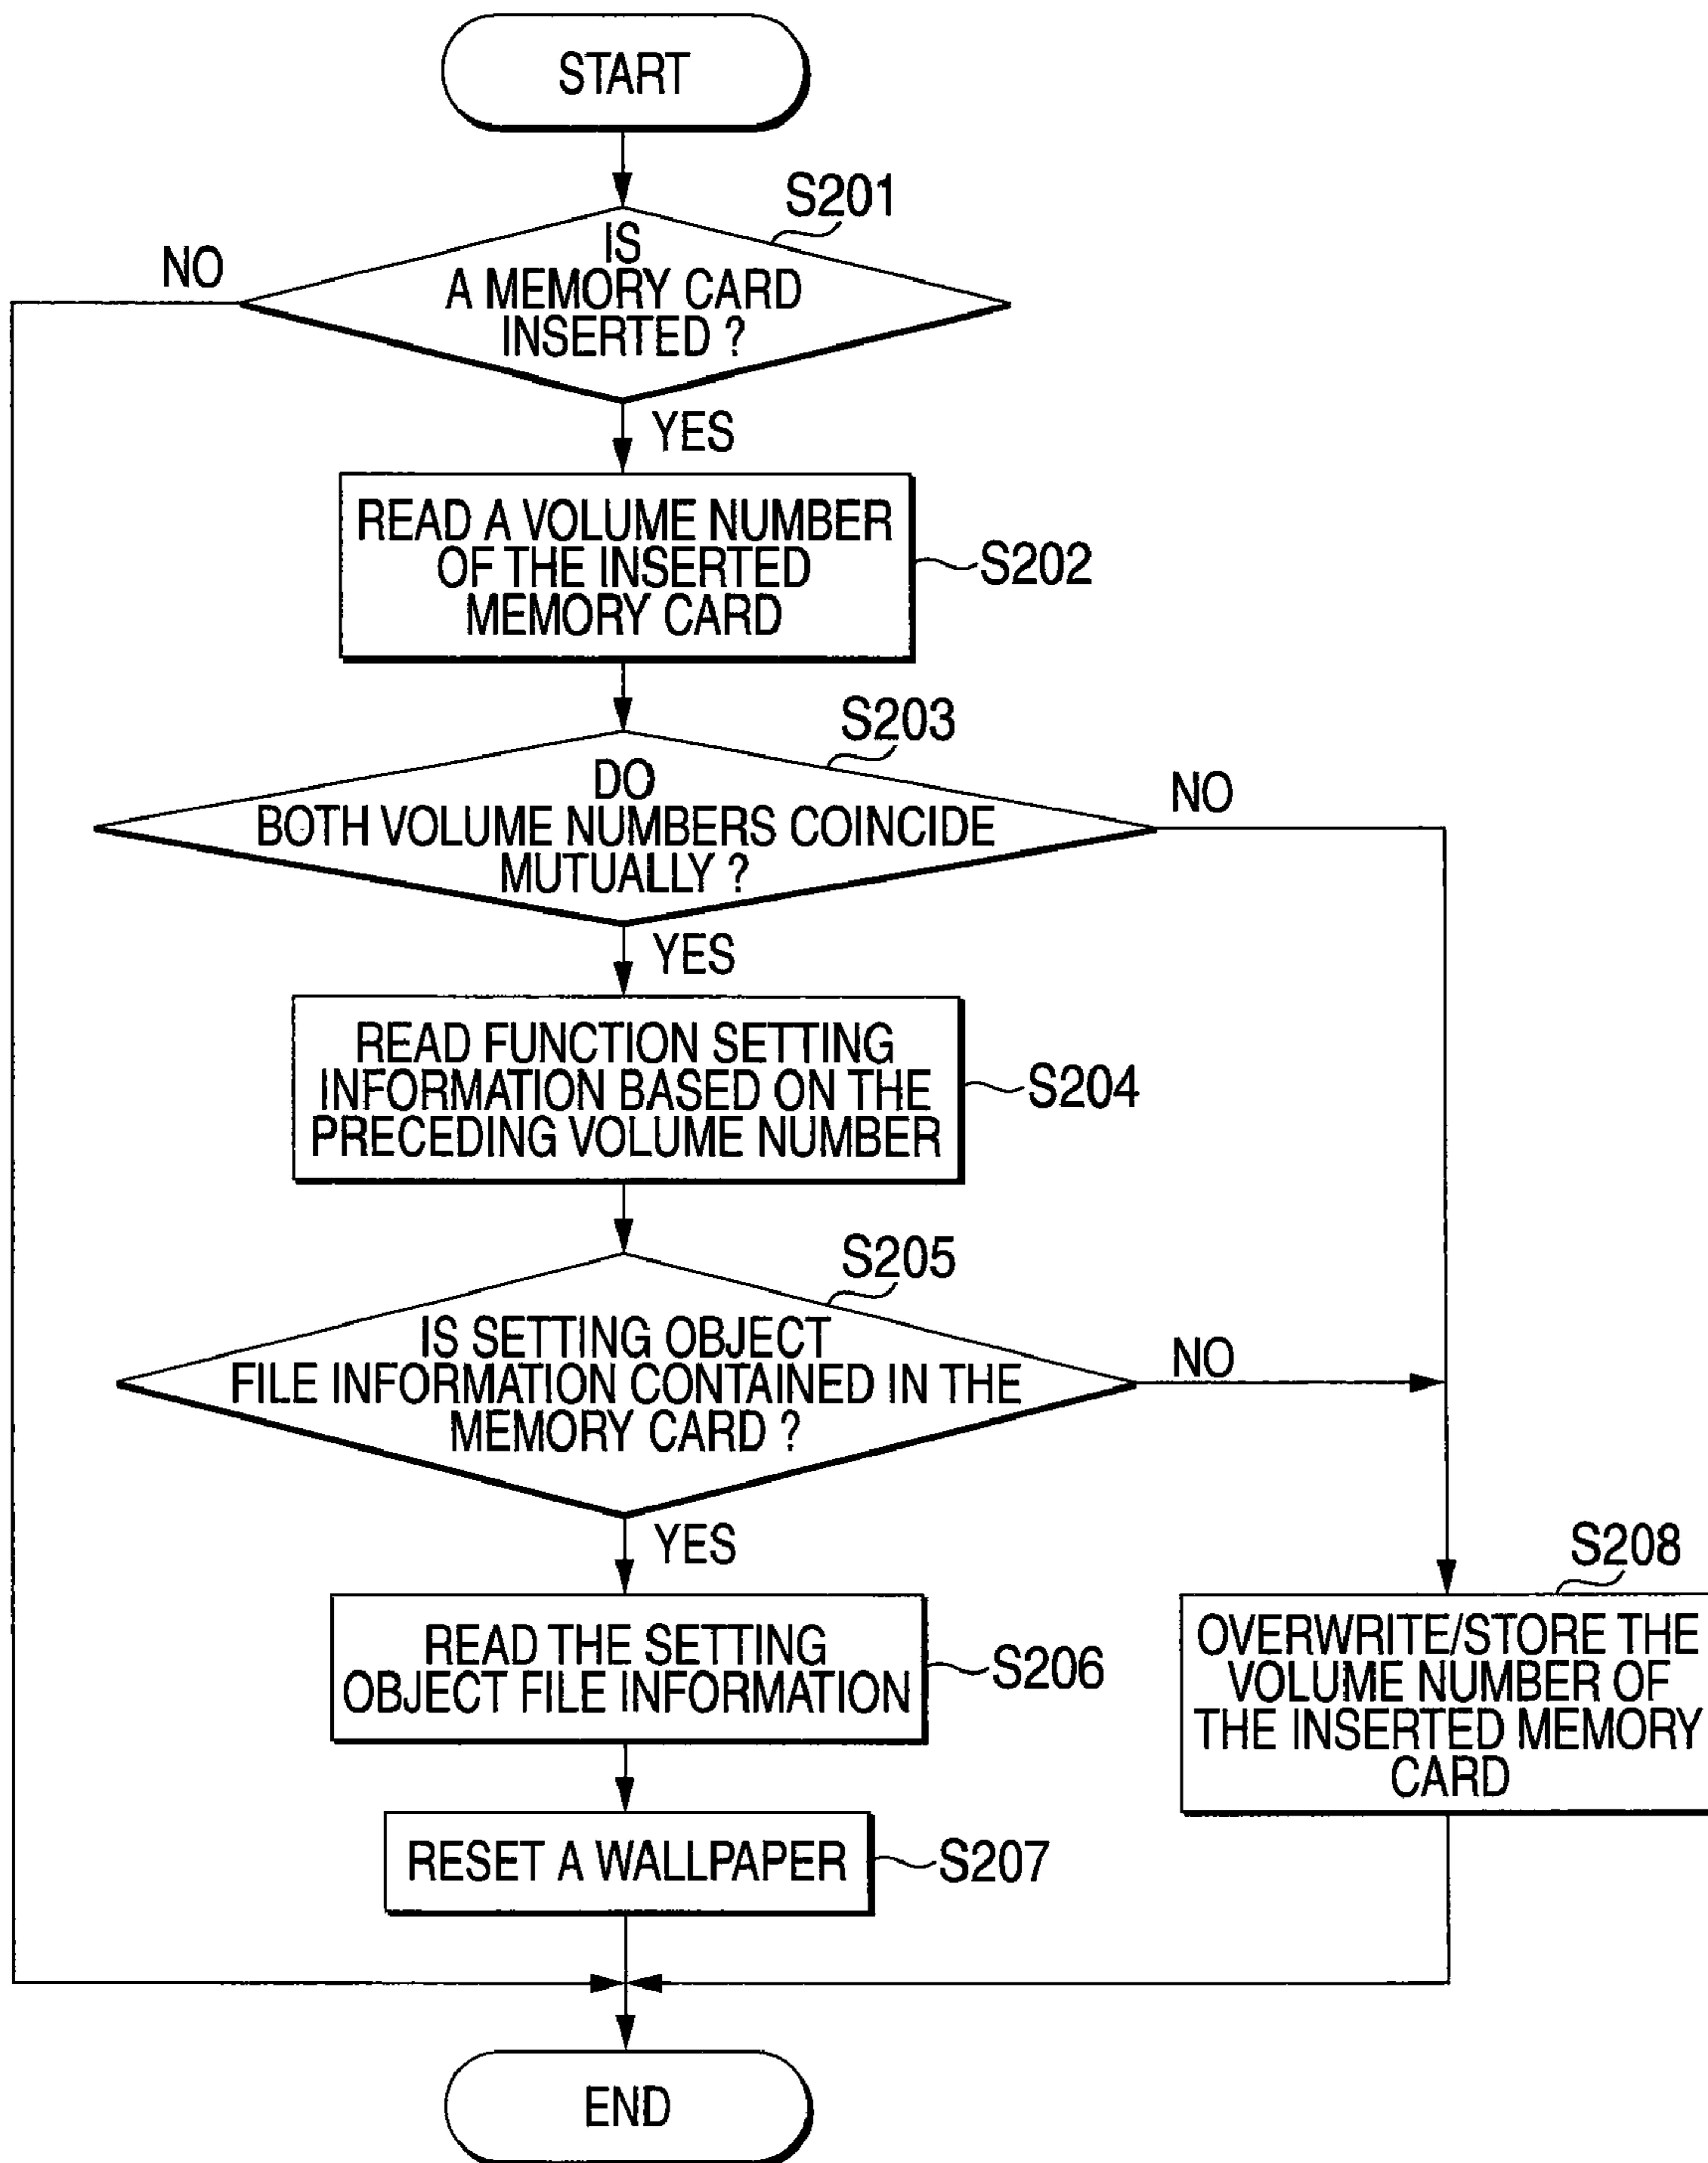 START
S201
NO
IS
A MEMORY CARD
INSERTED ?
YES
READ A VOLUME NUMBER
OF THE INSERTED
MEMORY CARD
S202
S203
DO
BOTH VOLUME NUMBERS COINCIDE
MUTUALLY ?
NO
YES
READ FUNCTION SETTING
INFORMATION BASED ON THE
PRECEDING VOLUME NUMBER
S204
S205
IS SETTING OBJECT
FILE INFORMATION CONTAINED IN THE
MEMORY CARD ?
NO
YES
READ THE SETTING
OBJECT FILE INFORMATION
S206
S208
OVERWRITE/STORE THE
VOLUME NUMBER OF
THE INSERTED MEMORY
CARD
RESET A WALLPAPER
S207
END